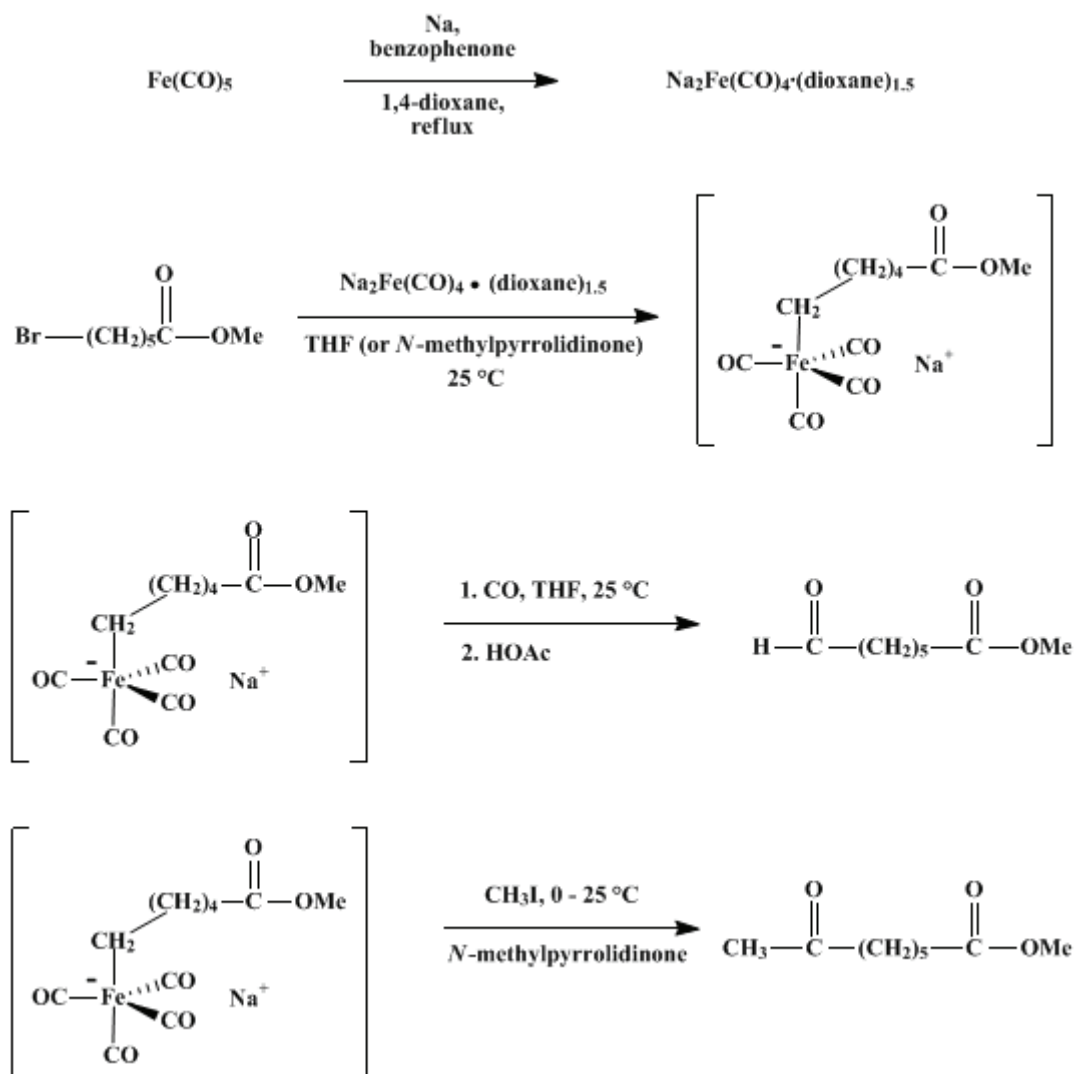 Na,
benzophenone
Fe(CO)5
Na2Fe(CO)4•(dioxane)1.5
1,4-dioxane,
reflux
O
(CH2)4—C—OMe
O
Na2Fe(CO)4 • (dioxane)1.5
CH2
Br—(CH2)5C—OMe
THF (or N-methylpyrrolidinone)
25 °C
-
OC—Fe
CO
CO
Na+
CO
O
(CH2)4—C—OMe
1. CO, THF, 25 °C
O
O
CH2
2. HOAc
H—C—(CH2)5—C—OMe
-
OC—Fe
CO
CO
Na+
CO
O
(CH2)4—C—OMe
CH3I, 0 - 25 °C
O
O
CH2
N-methylpyrrolidinone
CH3—C—(CH2)5—C—OMe
-
OC—Fe
CO
CO
Na+
CO